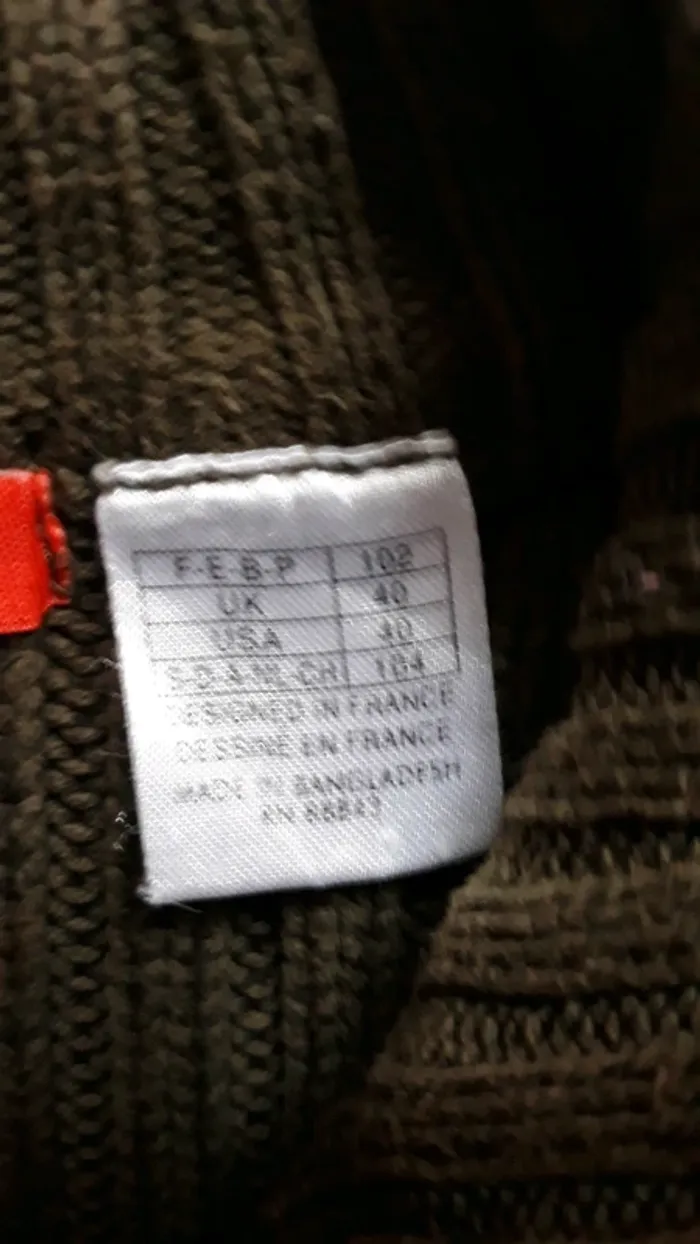 F-E-B-P 102
UK 40
USA 40
S-D-A-NL-CH 104
DESIGNED IN FRANCE
DESSINE EN FRANCE
MADE IN BANGLADESH